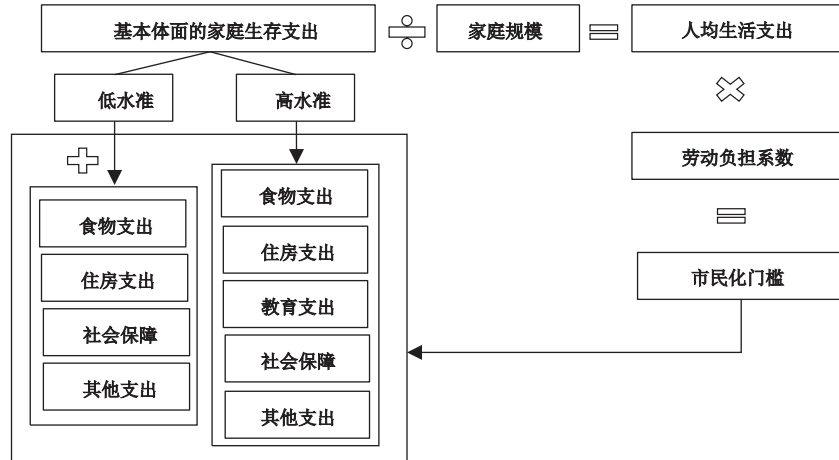 基本体面的家庭生存支出
家庭规模
人均生活支出
低水准
高水准
劳动负担系数
食物支出
住房支出
社会保障
其他支出
食物支出
住房支出
教育支出
社会保障
其他支出
市民化门槛